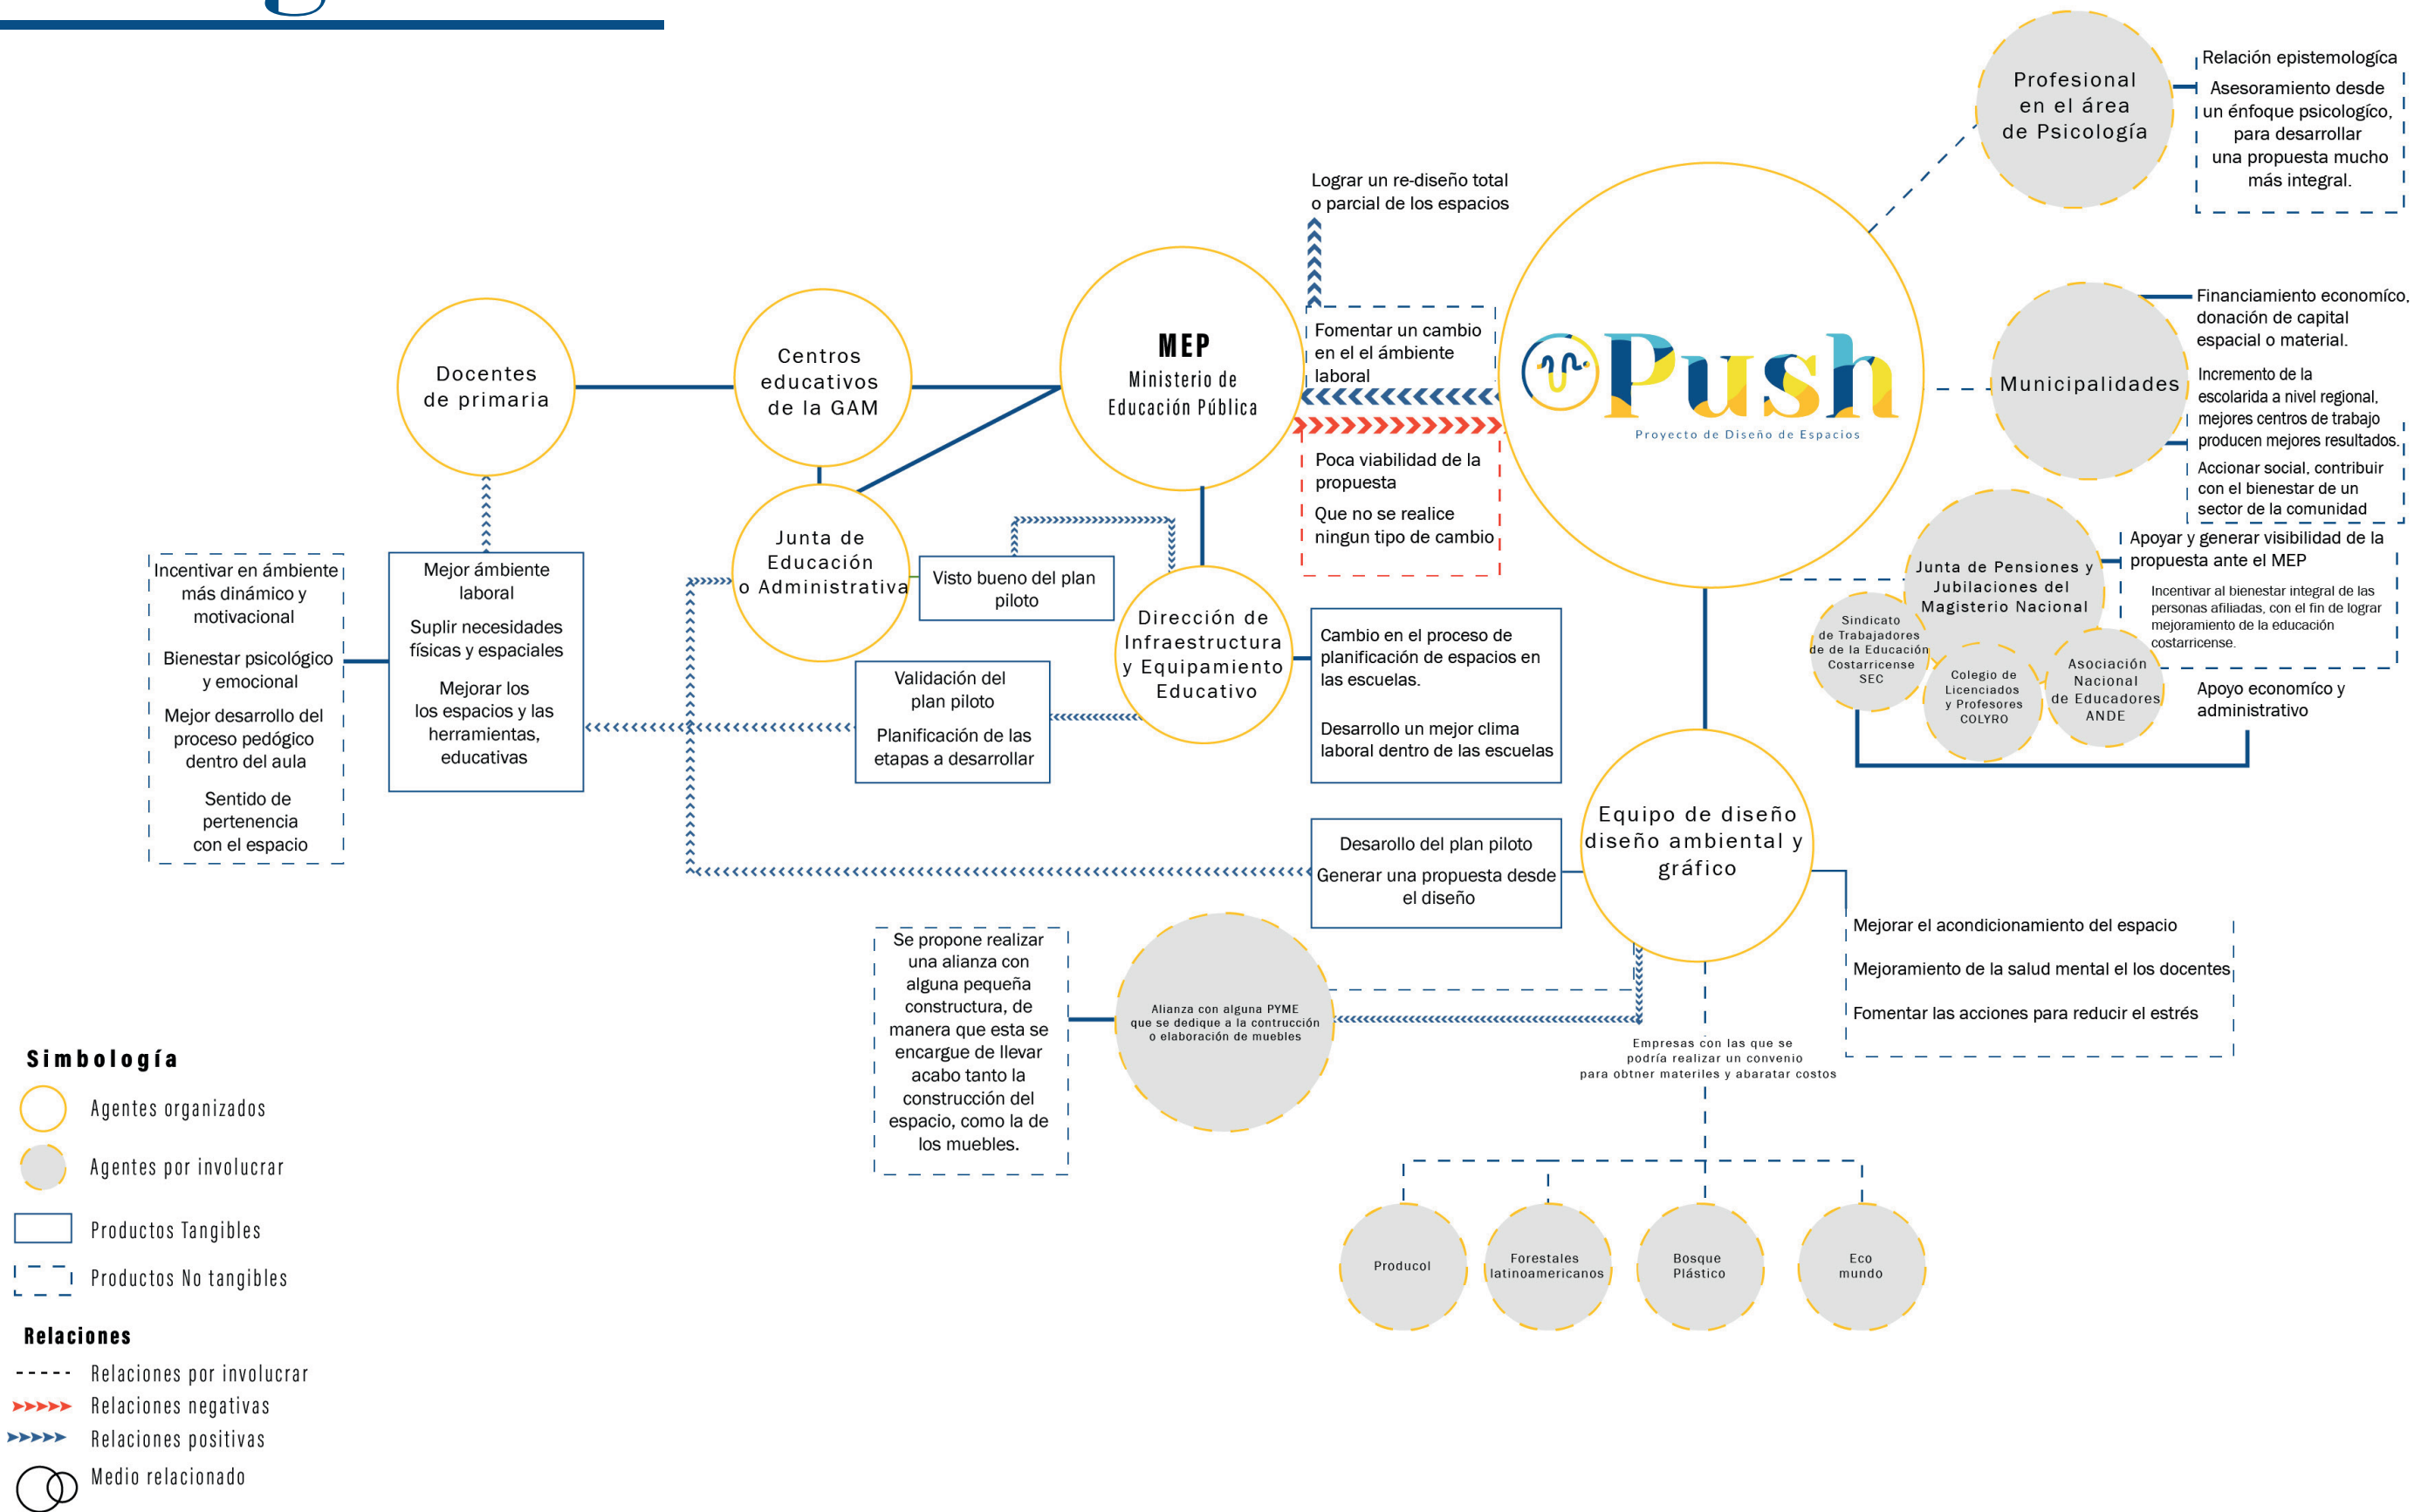 Profesional
en el área
de Psicología
Relación epistemologíca
Asesoramiento desde
un énfoque psicologíco,
para desarrollar
una propuesta mucho
más integral.
Lograr un re-diseño total
o parcial de los espacios
Docentes
de primaria
Centros
educativos
de la GAM
MEP
Ministerio de
Educación Pública
Fomentar un cambio
en el el ámbiente
laboral
Poca viabilidad de la
propuesta
Que no se realice
ningun tipo de cambio
Push
Proyecto de Diseño de Espacios
Municipalidades
Financiamiento economíco,
donación de capital
espacial o material.
Incremento de la
escolarida a nivel regional,
mejores centros de trabajo
producen mejores resultados.
Accionar social, contribuir
con el bienestar de un
sector de la comunidad
Junta de Pensiones y
Jubilaciones del
Magisterio Nacional
Apoyar y generar visibilidad de la
propuesta ante el MEP
Incentivar al bienestar integral de las
personas afiliadas, con el fin de lograr
mejoramiento de la educación
costarricense.
Sindicato
de Trabajadores
de de la Educación
Costarricense
SEC
Colegio de
Licenciados
y Profesores
COLYRO
Asociación
Nacional
de Educadores
ANDE
Apoyo economíco y
administrativo
Incentivar en ámbiente
más dinámico y
motivacional
Bienestar psicológico
y emocional
Mejor desarrollo del
proceso pedógico
dentro del aula
Sentido de
pertenencia
con el espacio
Mejor ámbiente
laboral
Suplir necesidades
físicas y espaciales
Mejorar los
los espacios y las
herramientas,
educativas
Junta de
Educación
o Administrativa
Visto bueno del plan
piloto
Validación del
plan piloto
Planificación de las
etapas a desarrollar
Dirección de
Infraestructura
y Equipamiento
Educativo
Cambio en el proceso de
planificación de espacios en
las escuelas.
Desarrollo un mejor clima
laboral dentro de las escuelas
Desarollo del plan piloto
Generar una propuesta desde
el diseño
Equipo de diseño
diseño ambiental y
gráfico
Mejorar el acondicionamiento del espacio
Mejoramiento de la salud mental el los docentes
Fomentar las acciones para reducir el estrés
Se propone realizar
una alianza con
alguna pequeña
constructura, de
manera que esta se
encargue de llevar
acabo tanto la
construcción del
espacio, como la de
los muebles.
Alianza con alguna PYME
que se dedique a la contrucción
o elaboración de muebles
Empresas con las que se
podría realizar un convenio
para obtner materiles y abaratar costos
Producol
Forestales
latinoamericanos
Bosque
Plástico
Eco
mundo
Simbología
Agentes organizados
Agentes por involucrar
Productos Tangibles
Productos No tangibles
Relaciones
Relaciones por involucrar
Relaciones negativas
Relaciones positivas
Medio relacionado